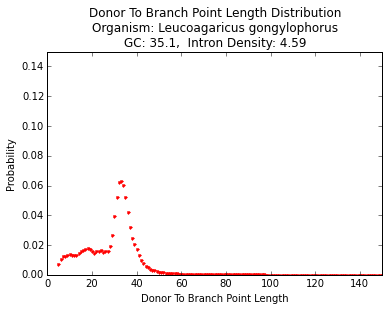 Donor To Branch Point Length Distribution
Organism: Leucoagaricus gongylophorus
GC: 35.1,  Intron Density: 4.59
0.14
0.12
0.10
0.08
0.06
0.04
0.02
0.00
Probability
0 20 40 60 80 100 120 140
Donor To Branch Point Length